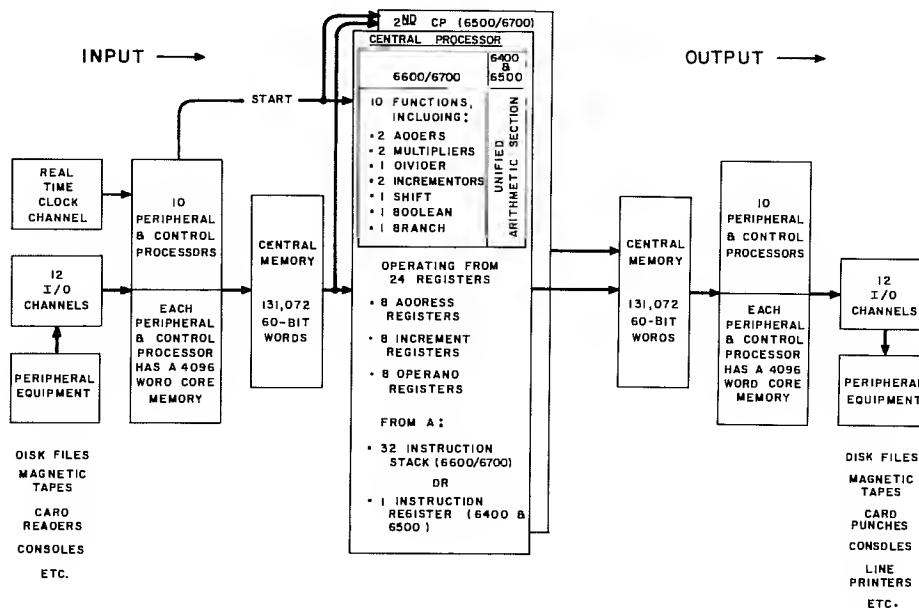 INPUT
START
2ND CP (6500/6700)
CENTRAL PROCESSOR
6600/6700
6400
&
6500
10 FUNCTIONS,
INCLUDING:
• 2 ADDERS
• 2 MULTIPLIERS
• 1 DIVIDER
• 2 INCREMENTORS
• 1 SHIFT
• 1 BOOLEAN
• 1 BRANCH
UNIFIED
ARITHMETIC SECTION
OPERATING FROM
24 REGISTERS
• 8 ADDRESS
REGISTERS
• 8 INCREMENT
REGISTERS
• 8 OPERAND
REGISTERS
FROM A:
• 32 INSTRUCTION
STACK (6600/6700)
OR
• 1 INSTRUCTION
REGISTER (6400 &
6500)
REAL
TIME
CLOCK
CHANNEL
12
I/O
CHANNELS
PERIPHERAL
EQUIPMENT
DISK FILES
MAGNETIC
TAPES
CARD
READERS
CONSOLES
ETC.
10
PERIPHERAL
& CONTROL
PROCESSORS
EACH
PERIPHERAL
& CONTROL
PROCESSOR
HAS A 4096
WORD CORE
MEMORY
CENTRAL
MEMORY
131,072
60-BIT
WORDS
OUTPUT
CENTRAL
MEMORY
131,072
60-BIT
WORDS
10
PERIPHERAL
& CONTROL
PROCESSORS
EACH
PERIPHERAL
& CONTROL
PROCESSOR
HAS A 4096
WORD CORE
MEMORY
12
I/O
CHANNELS
PERIPHERAL
EQUIPMENT
DISK FILES
MAGNETIC
TAPES
CARD
PUNCHES
CONSOLES
LINE
PRINTERS
ETC.